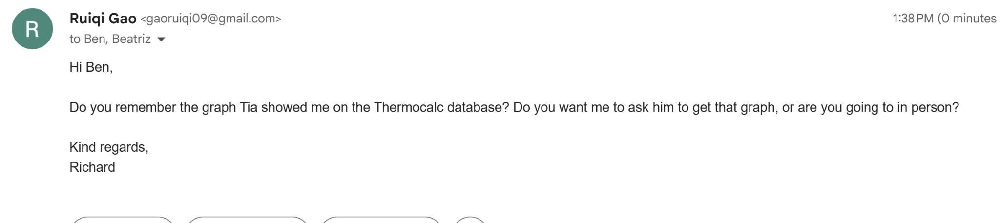 R
Ruiqi Gao <gaoruiqi09@gmail.com>
1:38 PM (0 minutes
to Ben, Beatriz
Hi Ben,
Do you remember the graph Tia showed me on the Thermocalc database? Do you want me to ask him to get that graph, or are you going to in person?
Kind regards,
Richard